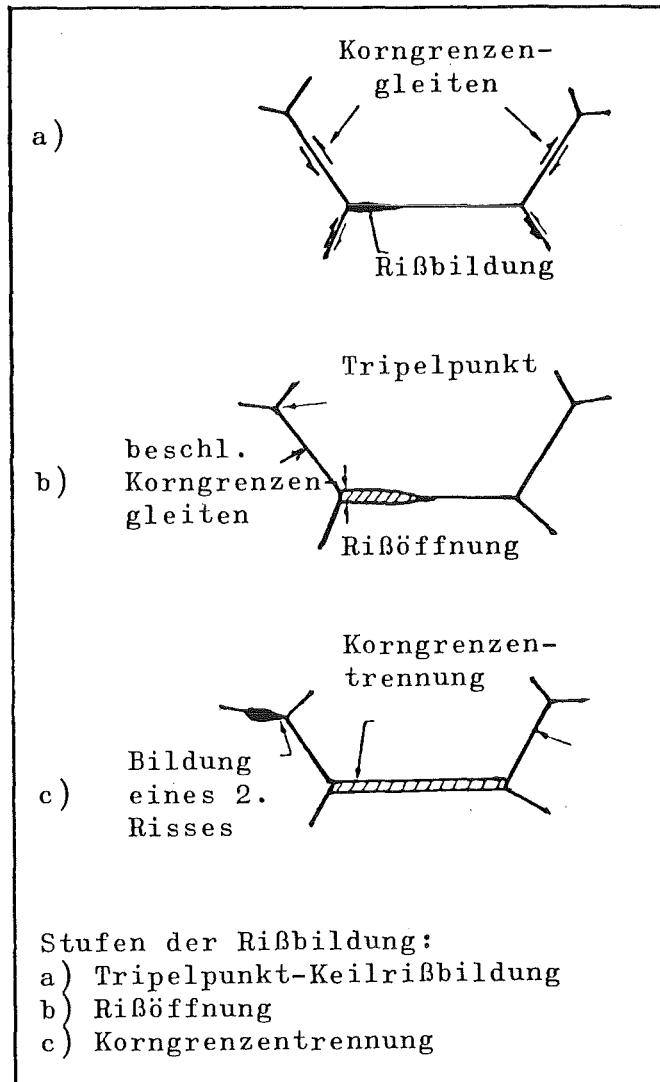 Korngrenzen-
gleiten
a)
Rißbildung
Tripelpunkt
beschl.
b) Korngrenzen-
gleiten
Rißöffnung
Korngrenzen-
trennung
Bildung
c) eines 2.
Risses
Stufen der Rißbildung:
a) Tripelpunkt-Keilrißbildung
b) Rißöffnung
c) Korngrenzentrennung